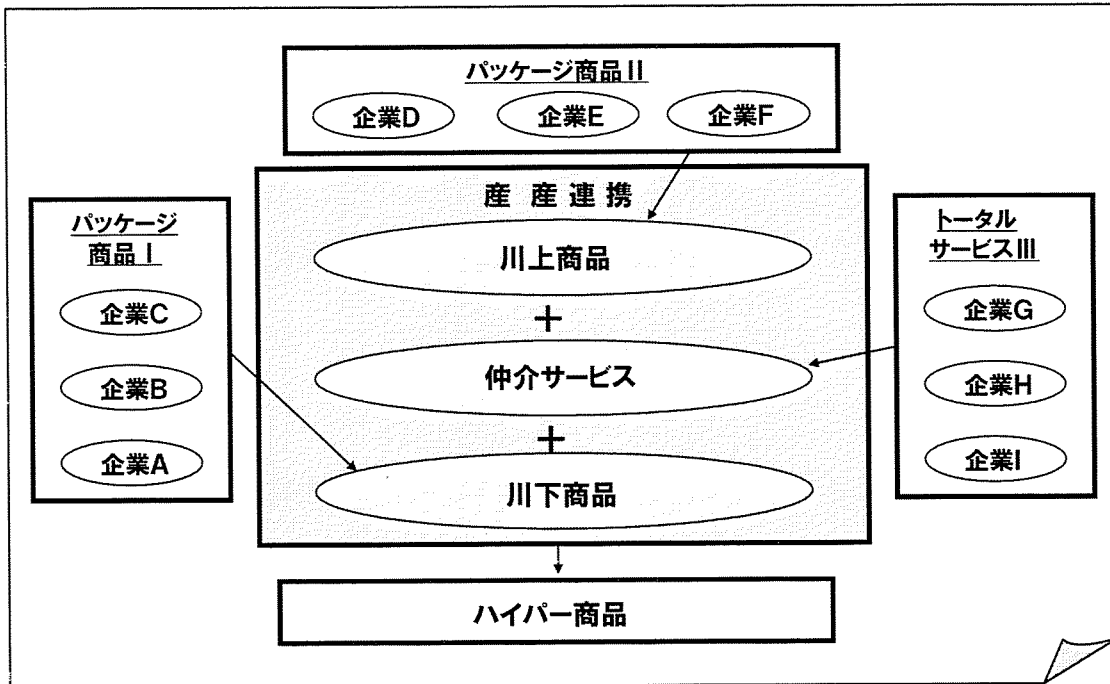 パッケージ商品Ⅱ
企業D
企業E
企業F
産産連携
川上商品
+
仲介サービス
+
川下商品
パッケージ
商品Ⅰ
企業C
企業B
企業A
トータル
サービスⅢ
企業G
企業H
企業I
ハイパー商品